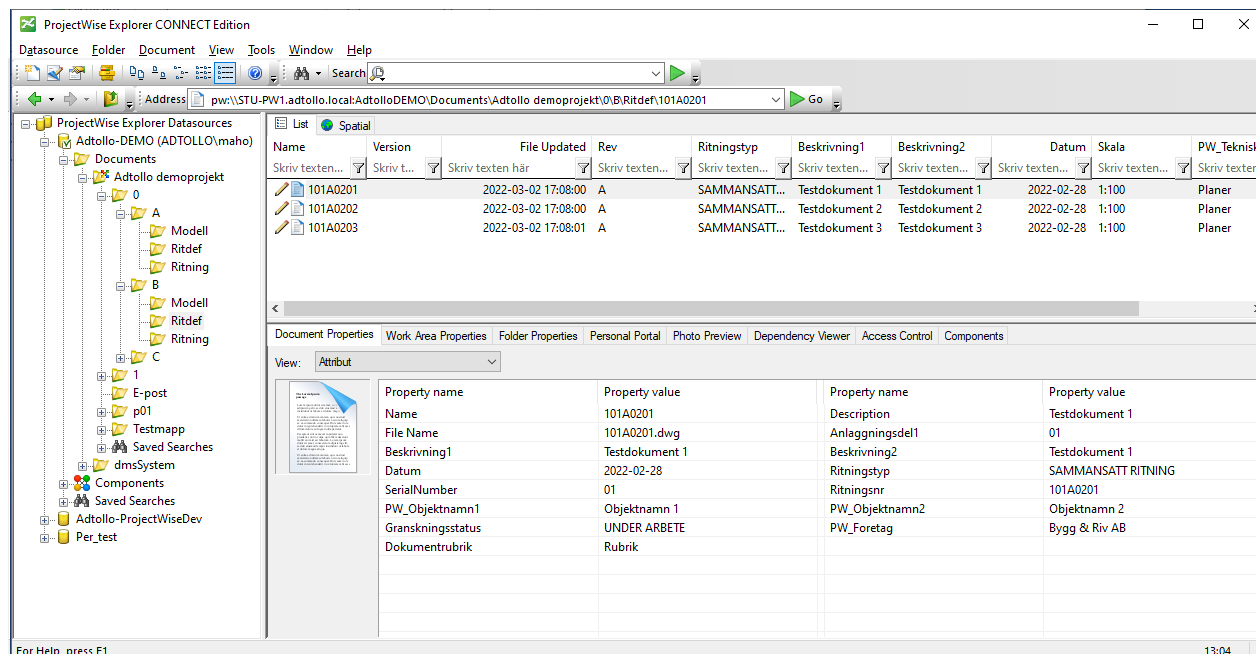 ProjectWise Explorer CONNECT Edition
Datasource Folder Document View Tools Window Help
Search
Address pw:\\STU-PW1.adtollo.local:AdtolloDEMO\Documents\Adtollo demoprojekt\0\B\Ritdef\101A0201 Go
ProjectWise Explorer Datasources
Adtollo-DEMO (ADTOLLO\maho)
Documents
Adtollo demoprojekt
0
A
Modell
Ritdef
Ritning
B
Modell
Ritdef
Ritning
C
1
E-post
p01
Testmapp
Saved Searches
dmsSystem
Components
Saved Searches
Adtollo-ProjectWiseDev
Per_test
List Spatial
Name Version File Updated Rev Ritningstyp Beskrivning1 Beskrivning2 Datum Skala PW_Teknisk
Skriv texten... Skriv t... Skriv texten här Skriv texten... Skriv texten... Skriv texten... Skriv texten... Skriv texten... Skriv texten... Skriv texte
101A0201 2022-03-02 17:08:00 A SAMMANSATT... Testdokument 1 Testdokument 1 2022-02-28 1:100 Planer
101A0202 2022-03-02 17:08:00 A SAMMANSATT... Testdokument 2 Testdokument 2 2022-02-28 1:100 Planer
101A0203 2022-03-02 17:08:01 A SAMMANSATT... Testdokument 3 Testdokument 3 2022-02-28 1:100 Planer
Document Properties Work Area Properties Folder Properties Personal Portal Photo Preview Dependency Viewer Access Control Components
View: Attribut
Property name Property value Property name Property value
Name 101A0201 Description Testdokument 1
File Name 101A0201.dwg Anlaggningsdel1 01
Beskrivning1 Testdokument 1 Beskrivning2 Testdokument 1
Datum 2022-02-28 Ritningstyp SAMMANSATT RITNING
SerialNumber 01 Ritningsnr 101A0201
PW_Objektnamn1 Objektnamn 1 PW_Objektnamn2 Objektnamn 2
Granskningsstatus UNDER ARBETE PW_Foretag Bygg & Riv AB
Dokumentrubrik Rubrik
For Help, press F1 13:04